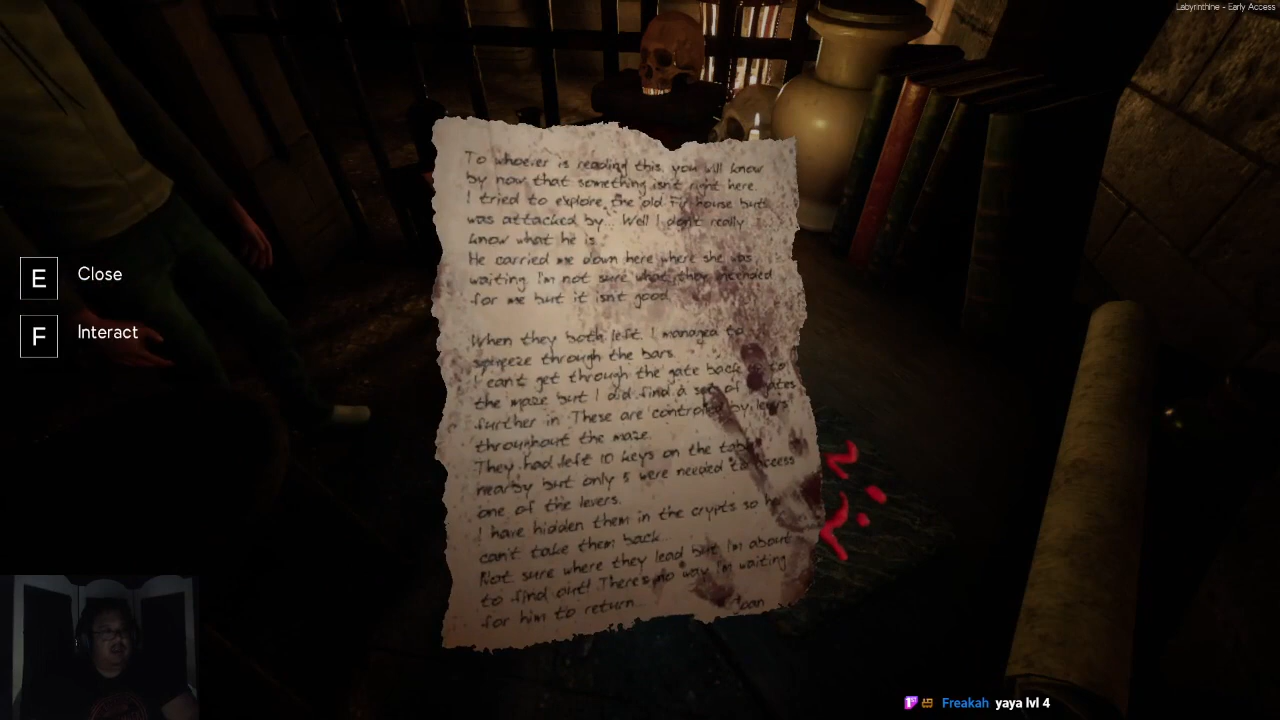 Labyrinthine - Early Access
To whoever is reading this, you will know
by now that something isn't right here.
I tried to explore the old house but
was attacked by... Well I don't really
know what he is.
He carried me down here where she was
waiting. I'm not sure what they intended
for me but it isn't good.
When they both left, I managed to
squeeze through the bars.
I can't get through the gate back to
the maze but I did find a set of gates
further in. These are controlled by levers
throughout the maze.
They had left 10 keys on the table
nearby but only 5 were needed to access
one of the levers.
I have hidden them in the crypts so he
can't take them back...
Not sure where they lead but I'm about
to find out! There's no way I'm waiting
for him to return...
Joan
E Close
F Interact
Freakah yaya lvl 4